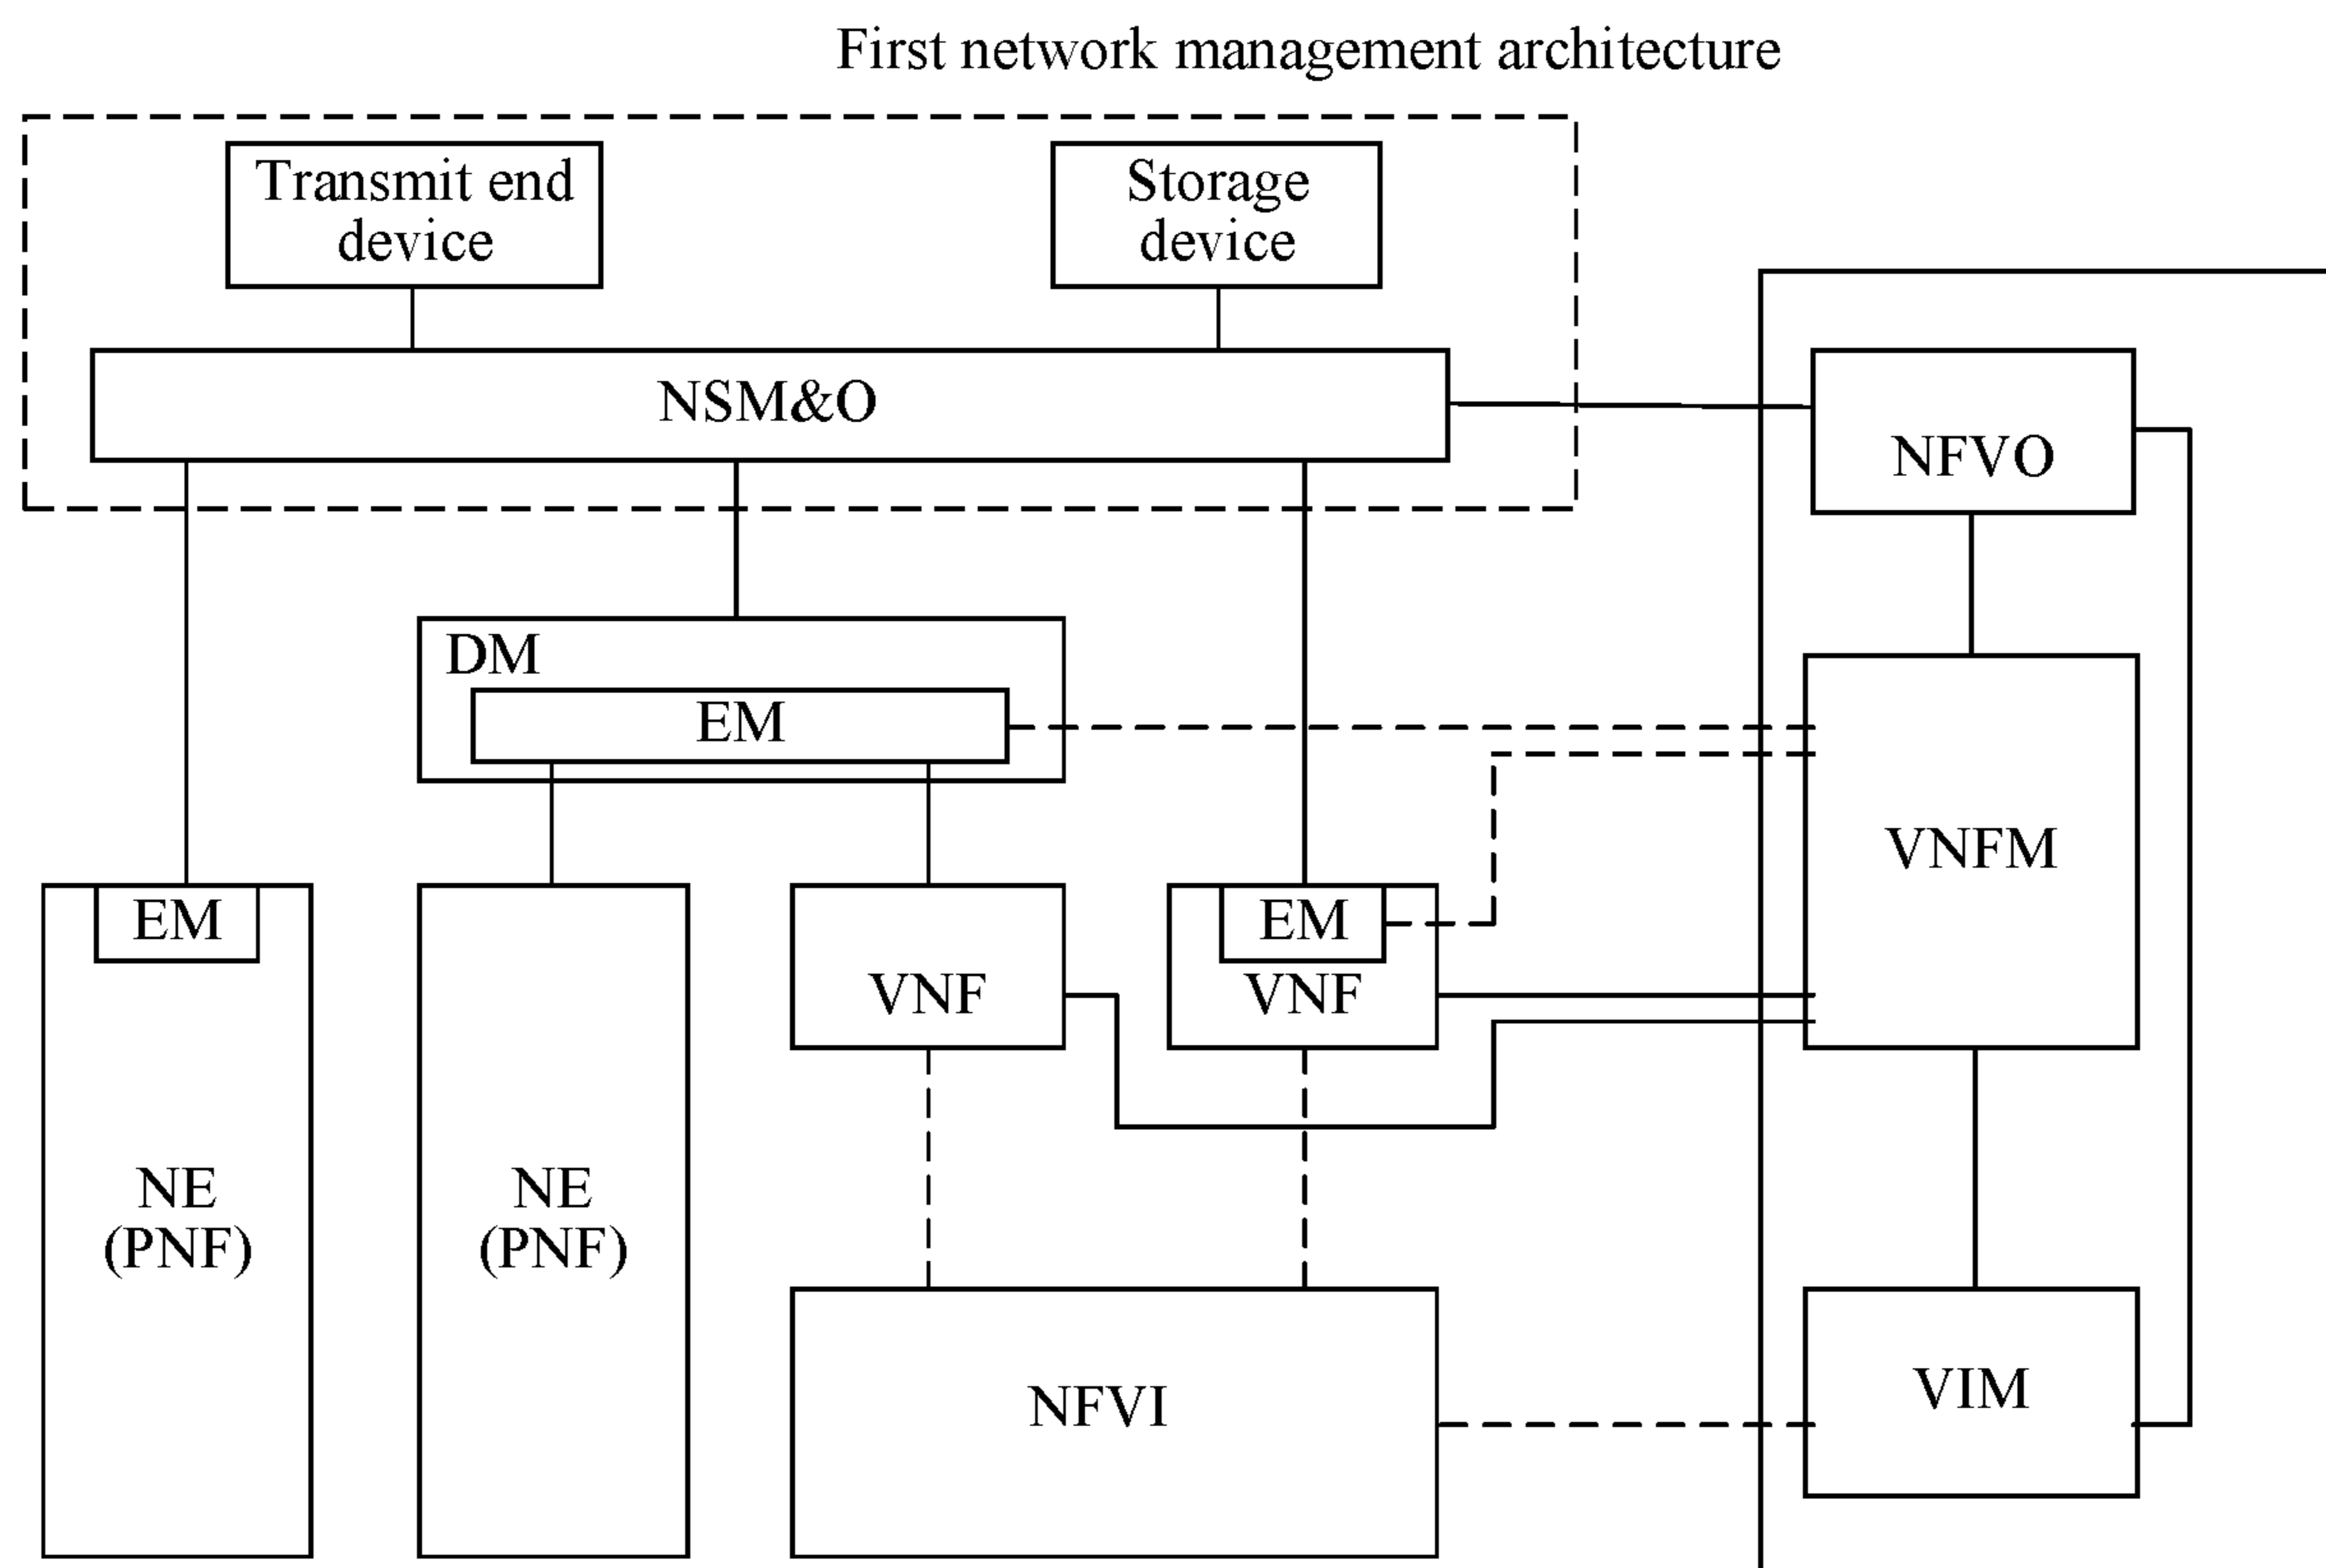 First network management architecture
Transmit end
device
Storage
device
NSM&O
NFVO
DM
EM
VNFM
EM
EM
VNF
VNF
NE
(PNF)
NE
(PNF)
NFVI
VIM